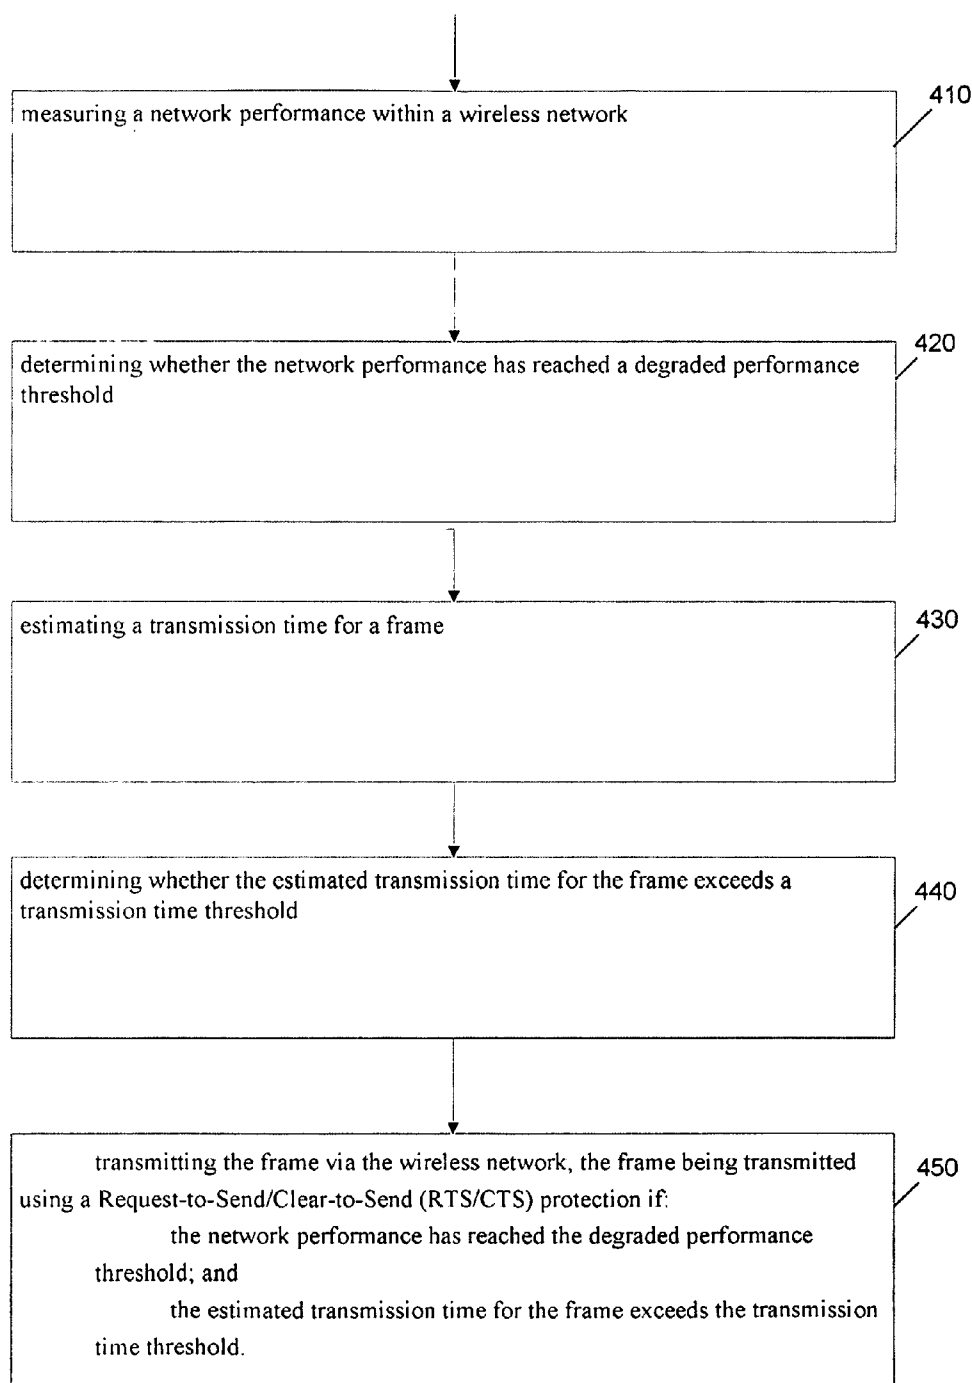 410
measuring a network performance within a wireless network
420
determining whether the network performance has reached a degraded performance
threshold
430
estimating a transmission time for a frame
440
determining whether the estimated transmission time for the frame exceeds a
transmission time threshold
450
transmitting the frame via the wireless network, the frame being transmitted
using a Request-to-Send/Clear-to-Send (RTS/CTS) protection if:
the network performance has reached the degraded performance
threshold; and
the estimated transmission time for the frame exceeds the transmission
time threshold.